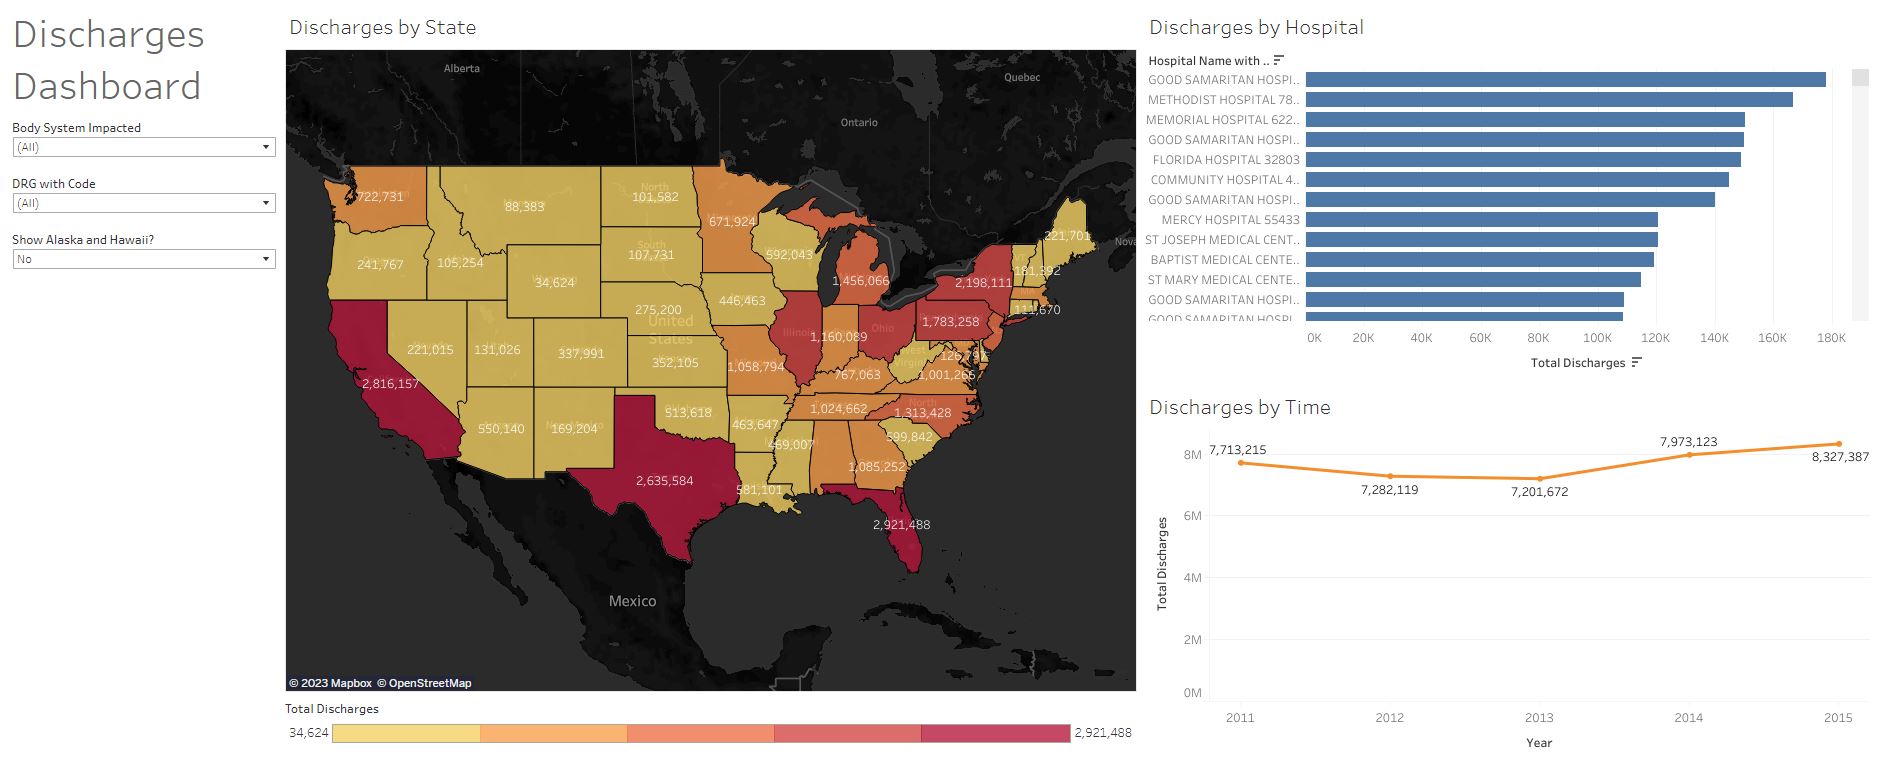 Discharges
Dashboard
Body System Impacted
(All)
DRG with Code
(All)
Show Alaska and Hawaii?
No
Discharges by State
Alberta
Quebec
Ontario
Nova
722,731
88,383
North
101,582
671,924
221,701
241,767
105,254
South
107,731
592,043
181,392
34,624
1,456,066
2,198,111
275,200
446,463
111,670
United
States
Illinois
Ohio
1,783,258
221,015
131,026
337,991
352,105
1,160,089
126,797
West
Virginia
2,816,157
1,058,794
767,063
1,001,265
North
513,618
1,024,662
1,313,428
550,140
169,204
463,647
469,007
599,842
1,085,252
2,635,584
581,101
2,921,488
Mexico
© 2023 Mapbox © OpenStreetMap
Total Discharges
34,624
2,921,488
Discharges by Hospital
Hospital Name with ..
GOOD SAMARITAN HOSPI..
METHODIST HOSPITAL 78..
MEMORIAL HOSPITAL 622..
GOOD SAMARITAN HOSPI..
FLORIDA HOSPITAL 32803
COMMUNITY HOSPITAL 4..
GOOD SAMARITAN HOSPI..
MERCY HOSPITAL 55433
ST JOSEPH MEDICAL CENT..
BAPTIST MEDICAL CENTE..
ST MARY MEDICAL CENTE..
GOOD SAMARITAN HOSPI..
GOOD SAMARITAN HOSPI..
0K 20K 40K 60K 80K 100K 120K 140K 160K 180K
Total Discharges
Discharges by Time
7,713,215
7,973,123
8M
8,327,387
7,282,119
7,201,672
6M
4M
2M
0M
Total Discharges
2011 2012 2013 2014 2015
Year